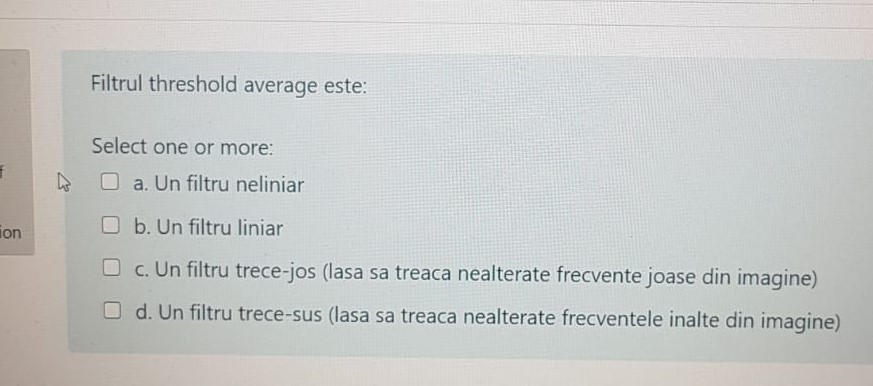 Filtrul threshold average este:
Select one or more:
a. Un filtru neliniar
b. Un filtru liniar
c. Un filtru trece-jos (lasa sa treaca nealterate frecvente joase din imagine)
d. Un filtru trece-sus (lasa sa treaca nealterate frecventele inalte din imagine)
f
ion